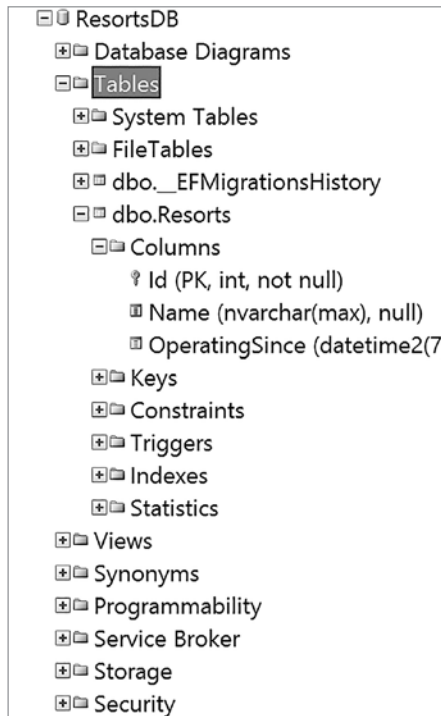 ResortsDB
Database Diagrams
Tables
System Tables
FileTables
dbo.__EFMigrationsHistory
dbo.Resorts
Columns
Id (PK, int, not null)
Name (nvarchar(max), null)
OperatingSince (datetime2(7
Keys
Constraints
Triggers
Indexes
Statistics
Views
Synonyms
Programmability
Service Broker
Storage
Security